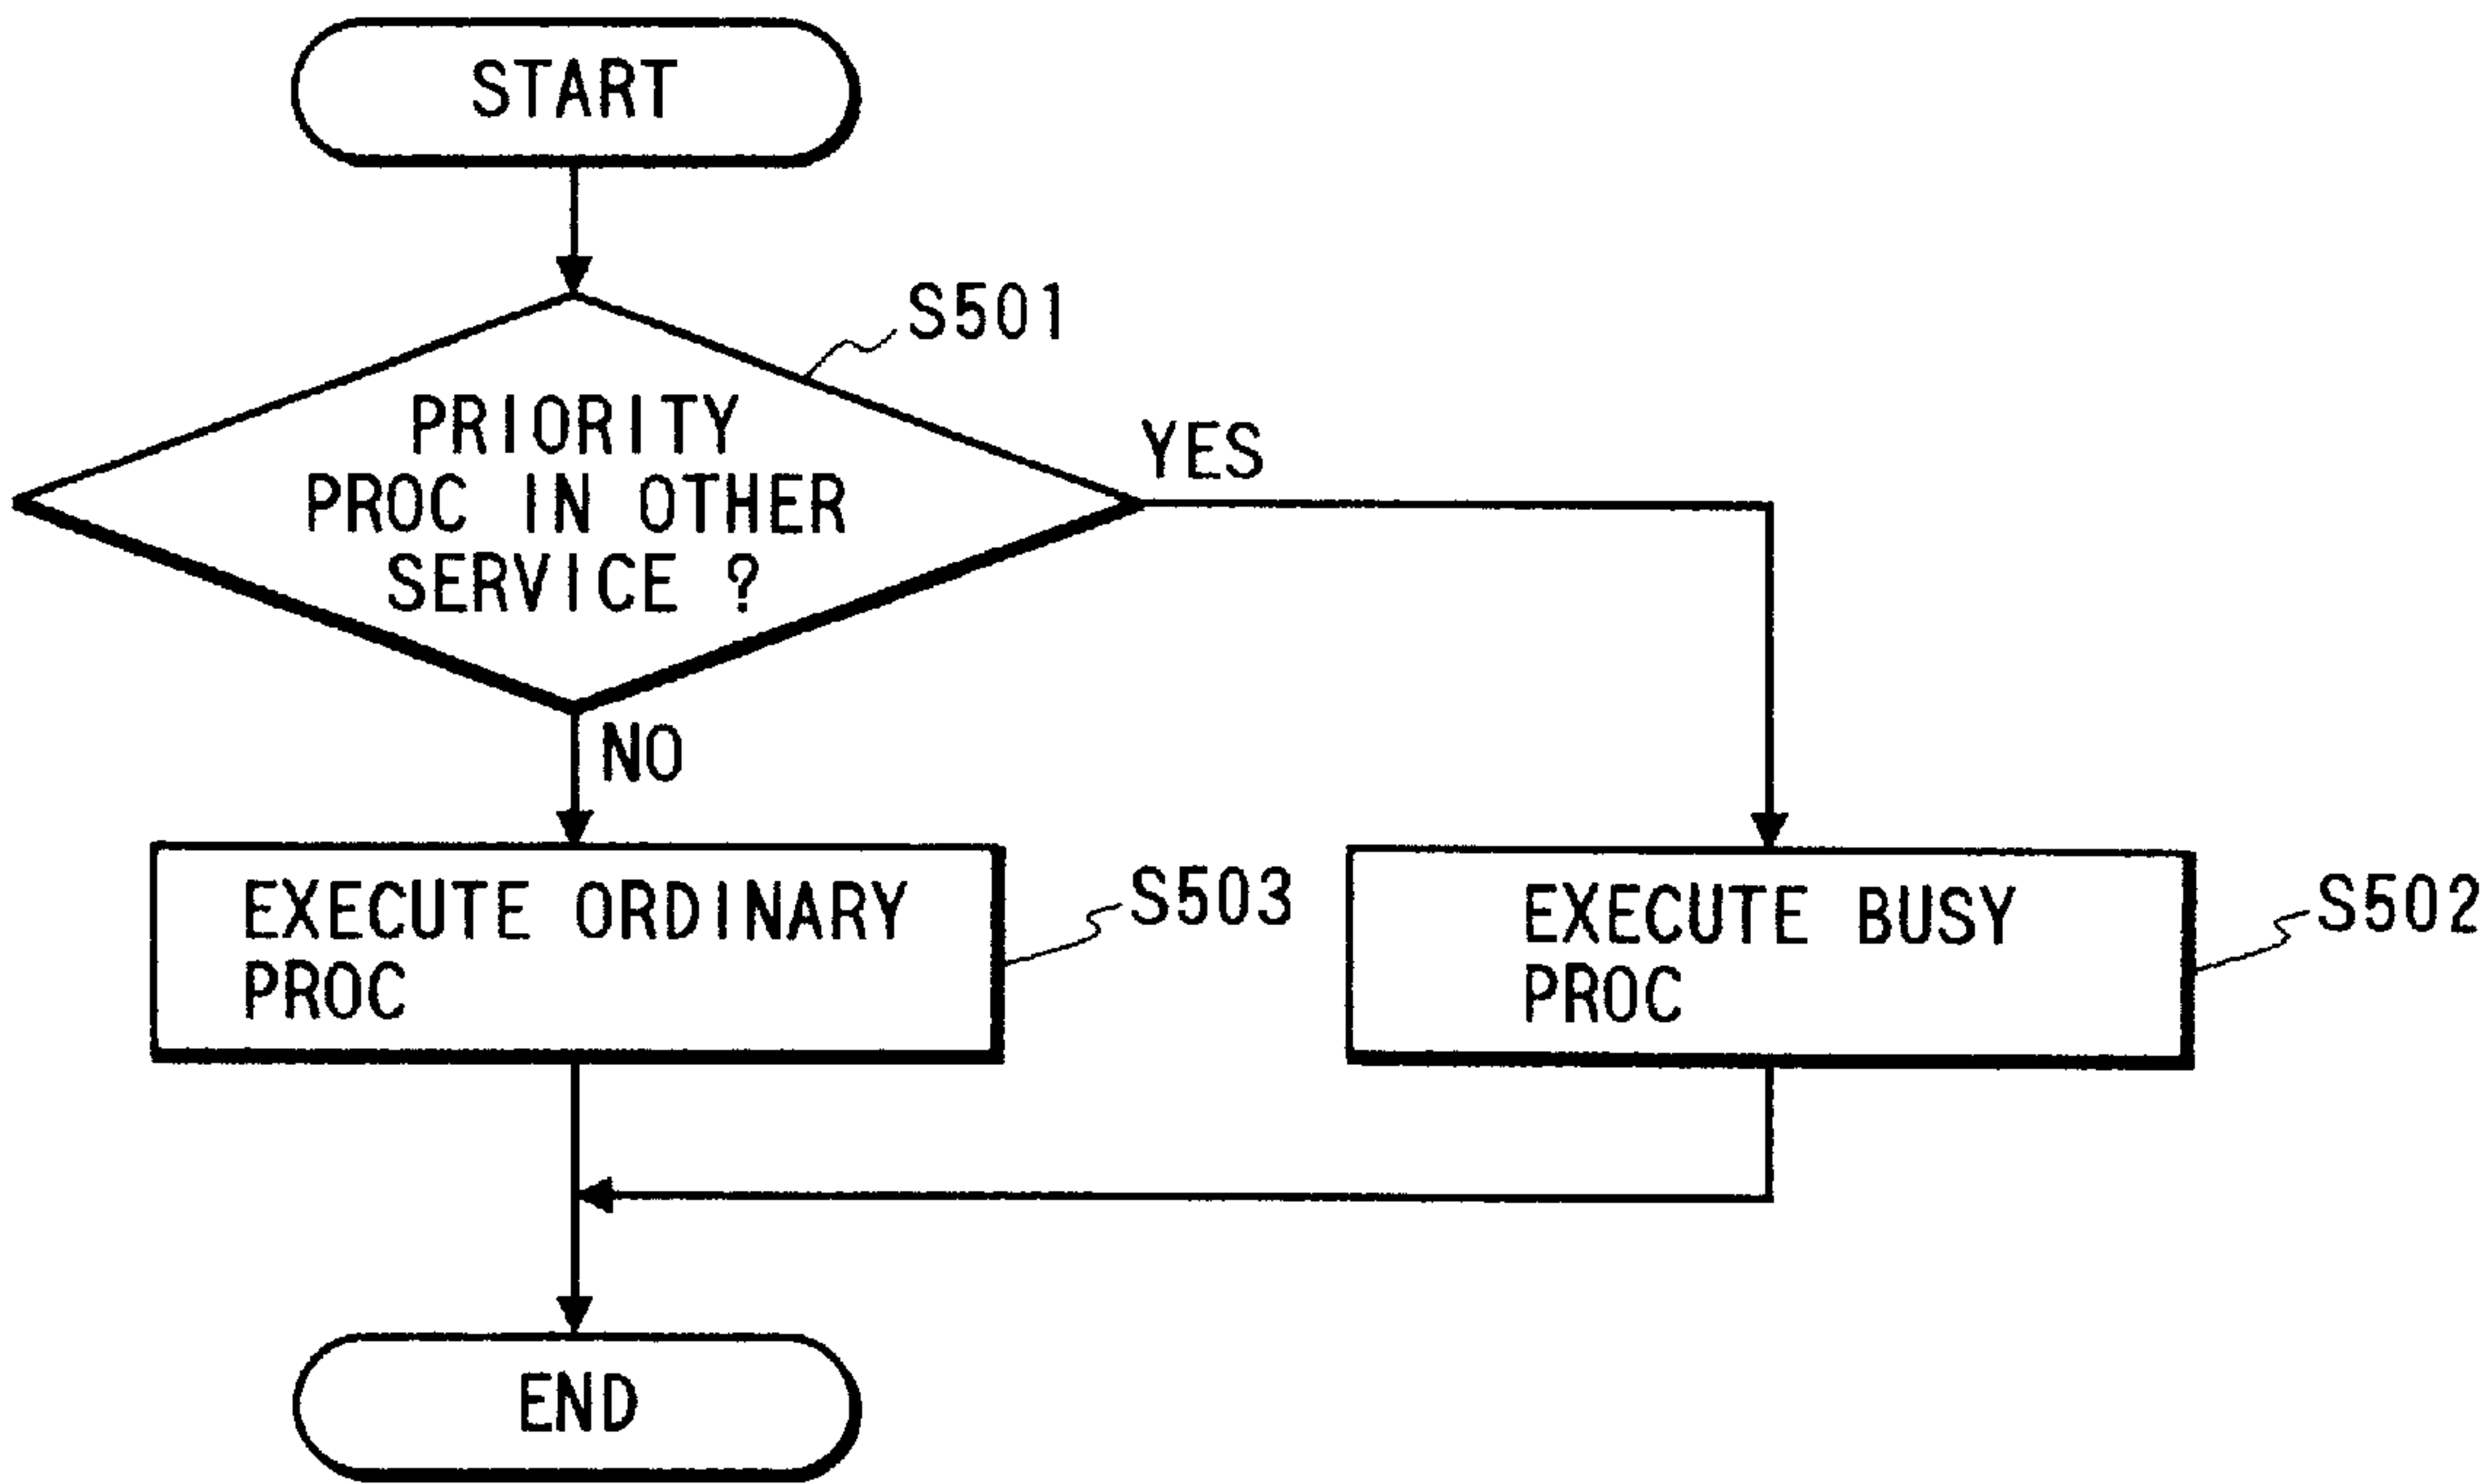 START
S501
PRIORITY
PROC IN OTHER
SERVICE ?
YES
NO
EXECUTE ORDINARY
PROC
S503
EXECUTE BUSY
PROC
S502
END